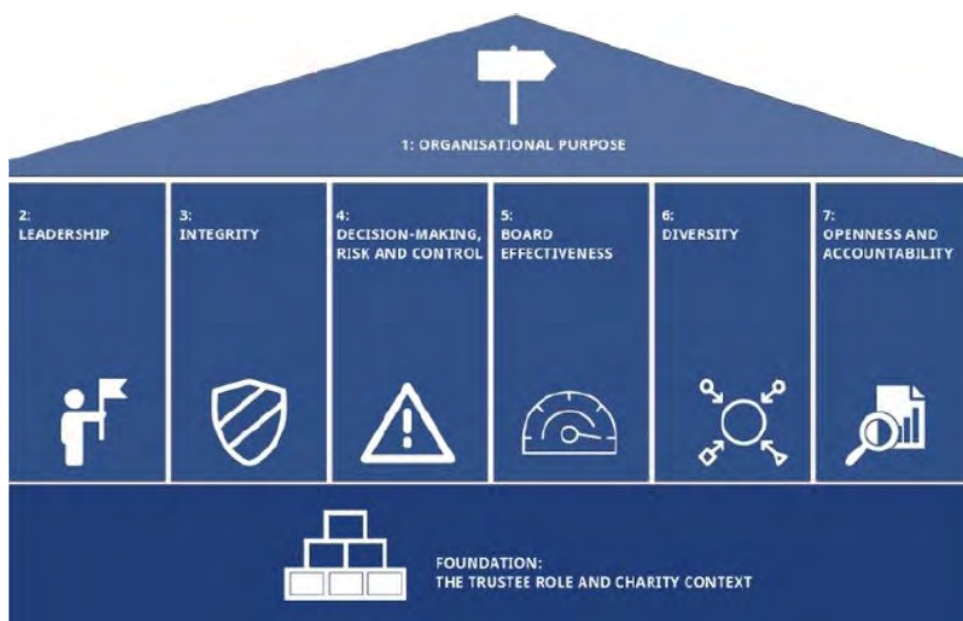 1: ORGANISATIONAL PURPOSE
2:
LEADERSHIP
3:
INTEGRITY
4:
DECISION-MAKING,
RISK AND CONTROL
5:
BOARD
EFFECTIVENESS
6:
DIVERSITY
7:
OPENNESS AND
ACCOUNTABILITY
FOUNDATION:
THE TRUSTEE ROLE AND CHARITY CONTEXT